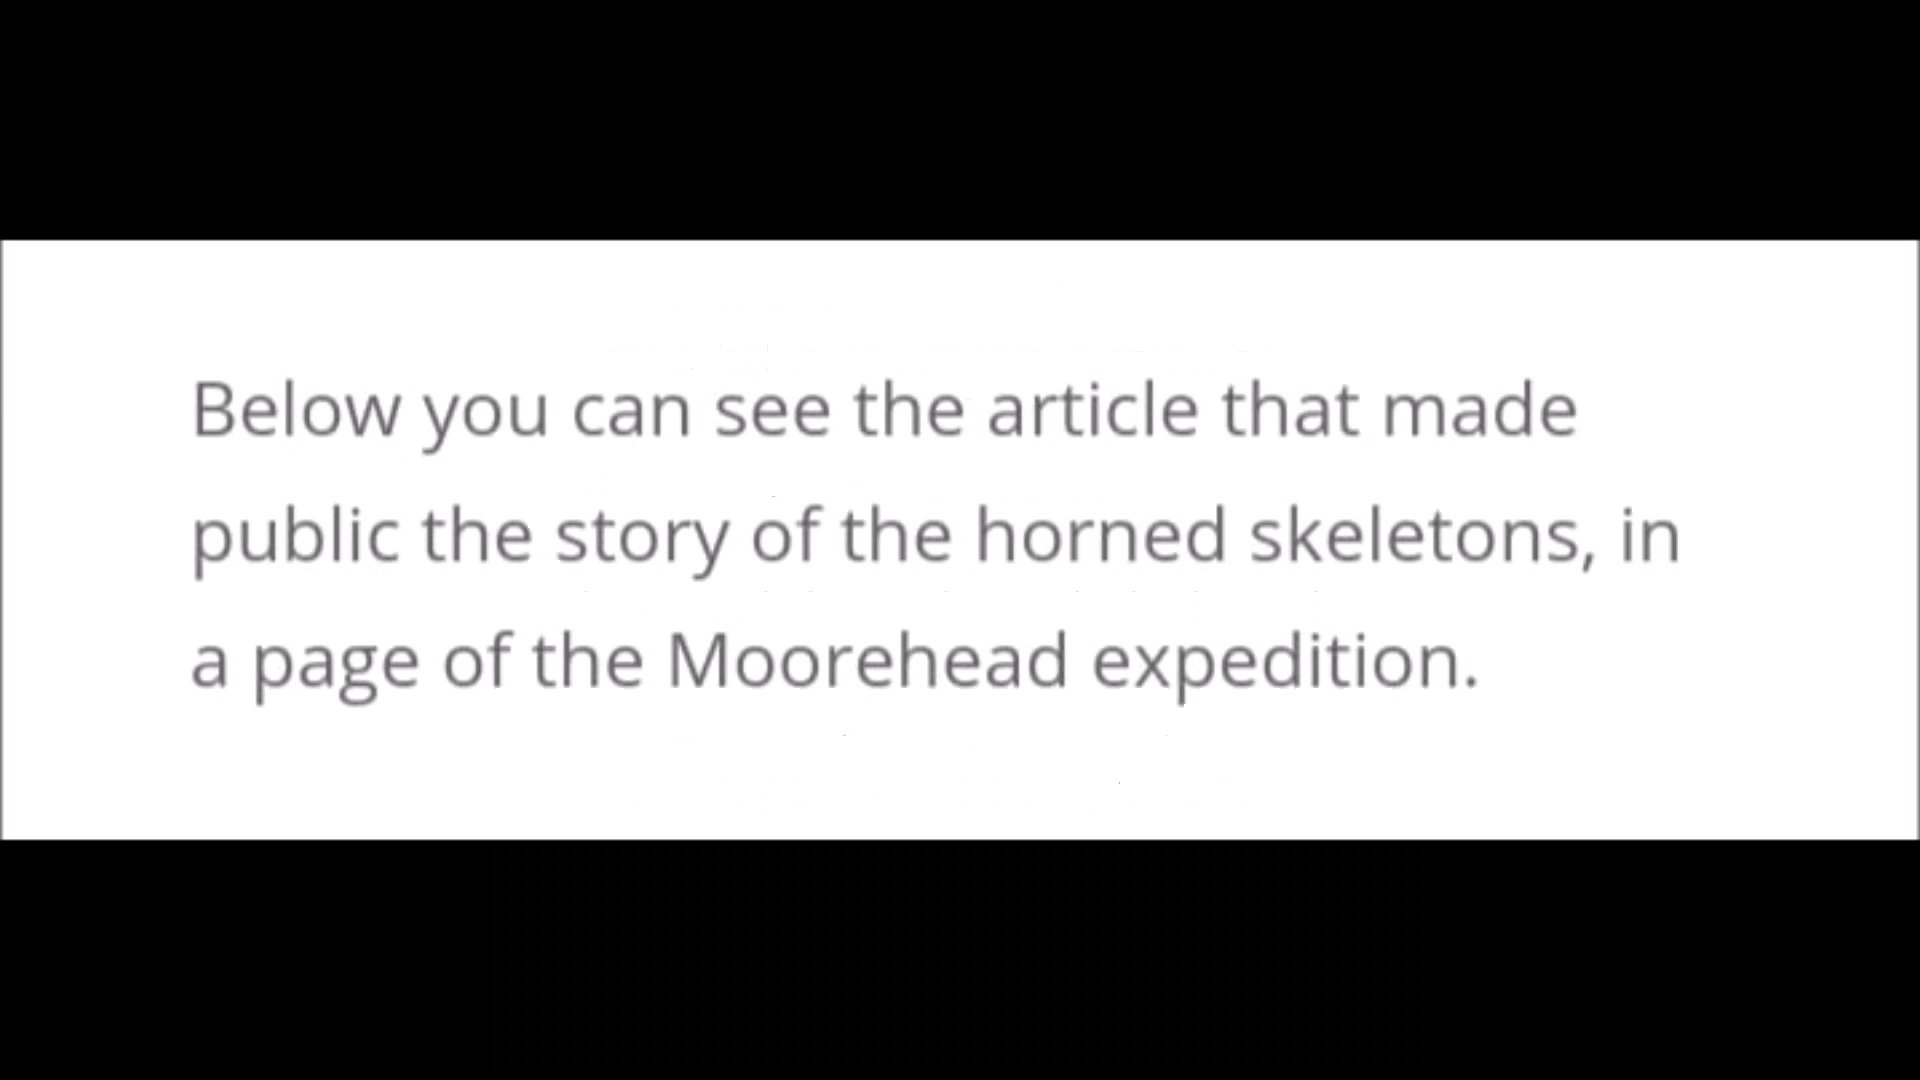 Below you can see the article that made
public the story of the horned skeletons, in
a page of the Moorehead expedition.